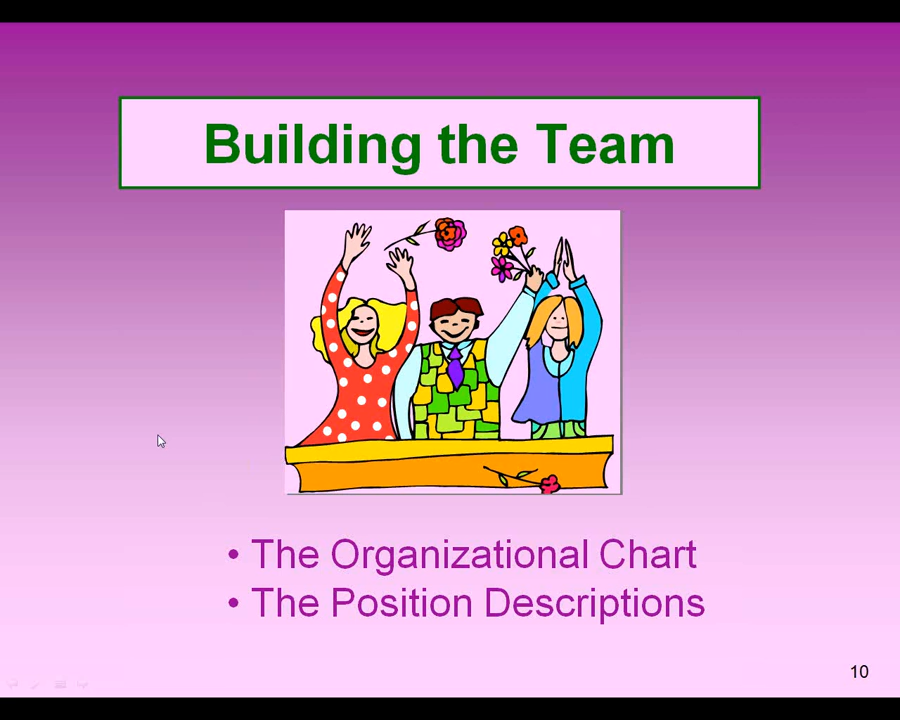 Building the Team
• The Organizational Chart
• The Position Descriptions
10